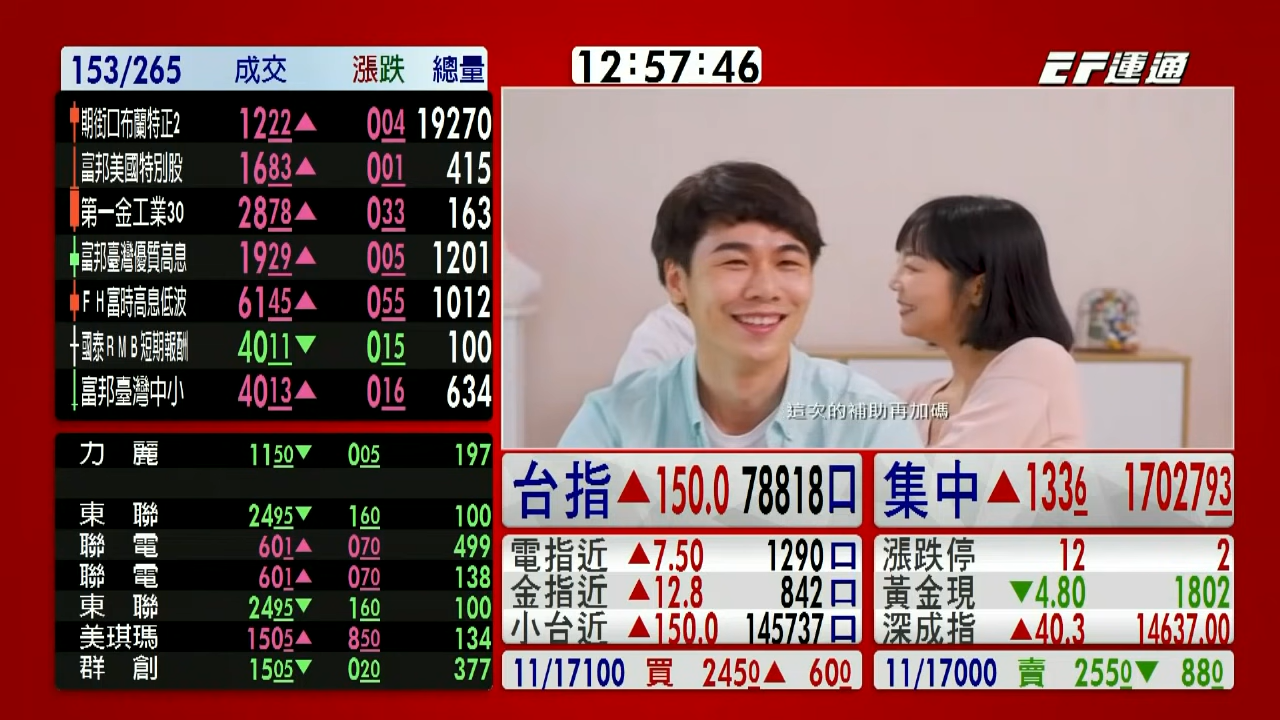 153/265 成交 漲跌 總量
期街口布蘭特正2 1222▲ 004 19270
富邦美國特別股 1683▲ 001 415
第一金工業30 2878▲ 033 163
富邦臺灣優質高息 1929▲ 005 1201
FH富時高息低波 6145▲ 055 1012
國泰RMB短期報酬 4011▼ 015 100
富邦臺灣中小 4013▲ 016 634
力麗 1150▼ 005 197
東聯 2495▼ 160 100
聯電 601▲ 070 499
聯電 601▲ 070 138
東聯 2495▼ 160 100
美琪瑪 1505▲ 850 134
群創 1505▼ 020 377
12:57:46
EF運通
這次的補助再加碼
台指▲150.0 78818口
電指近 ▲7.50 1290口
金指近 ▲12.8 842口
小台近 ▲150.0 145737口
11/17100 買 2450▲ 600
集中▲1336 1702793
漲跌停 12 2
黃金現 ▼4.80 1802
深成指 ▲40.3 14637.00
11/17000 賣 2550▼ 880